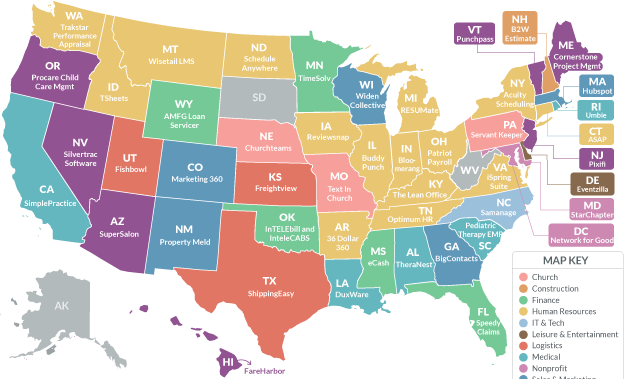 WA
Trakstar
Performance
Appraisal
OR
Procare Child
Care Mgmt
ID
TSheets
MT
Wisetail LMS
ND
Schedule
Anywhere
SD
WY
AMFG Loan
Servicer
NE
Churchteams
NV
Silvertrac
Software
UT
Fishbowl
CO
Marketing 360
KS
Freightview
CA
SimplePractice
AZ
SuperSalon
NM
Property Meld
OK
InTELEbill and
InteleCABS
TX
ShippingEasy
MN
TimeSolv
IA
Reviewsnap
MO
Text in
Church
AR
36 Dollar
360
LA
DuxWare
WI
Widen
Collective
IL
Buddy
Punch
MI
RESUMate
IN
Bloo-
merang
OH
Patriot
Payroll
KY
The Lean Office
TN
Optimum HR
MS
eCash
AL
TheraNest
GA
BigContacts
FL
Speedy
Claims
SC
Pediatric
Therapy EMR
NC
Samanage
VA
iSpring
Suite
WV
PA
Servant Keeper
NY
Acuity
Scheduling
VT
Punchpass
NH
B2W
Estimate
ME
Cornerstone
Project Mgmt
MA
Hubspot
RI
Umbie
CT
ASAP
NJ
Pixifi
DE
Eventzilla
MD
StarChapter
DC
Network for Good
AK
HI
FareHarbor
MAP KEY
Church
Construction
Finance
Human Resources
IT & Tech
Leisure & Entertainment
Logistics
Medical
Nonprofit
Sales & Marketing